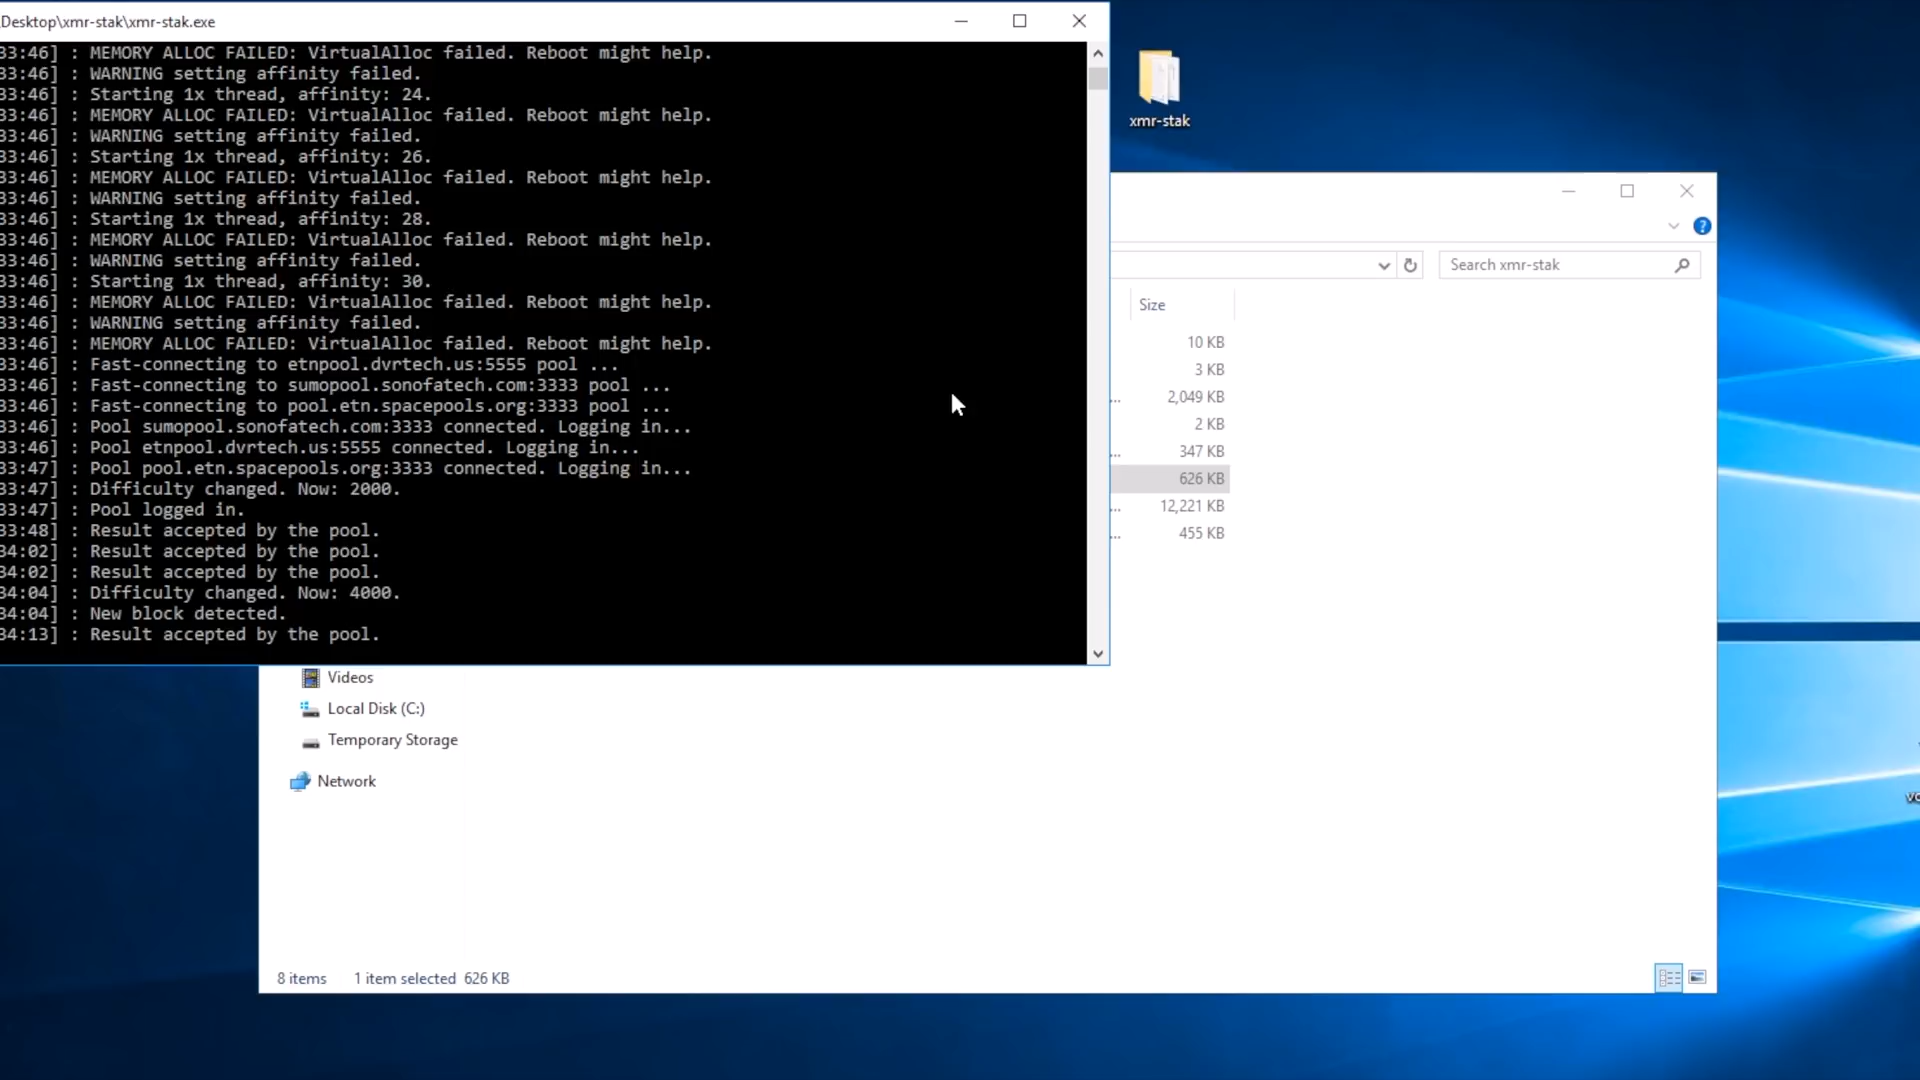 Desktop\xmr-stak\xmr-stak.exe
33:46] : MEMORY ALLOC FAILED: VirtualAlloc failed. Reboot might help.
33:46] : WARNING setting affinity failed.
33:46] : Starting 1x thread, affinity: 24.
33:46] : MEMORY ALLOC FAILED: VirtualAlloc failed. Reboot might help.
33:46] : WARNING setting affinity failed.
33:46] : Starting 1x thread, affinity: 26.
33:46] : MEMORY ALLOC FAILED: VirtualAlloc failed. Reboot might help.
33:46] : WARNING setting affinity failed.
33:46] : Starting 1x thread, affinity: 28.
33:46] : MEMORY ALLOC FAILED: VirtualAlloc failed. Reboot might help.
33:46] : WARNING setting affinity failed.
33:46] : Starting 1x thread, affinity: 30.
33:46] : MEMORY ALLOC FAILED: VirtualAlloc failed. Reboot might help.
33:46] : WARNING setting affinity failed.
33:46] : MEMORY ALLOC FAILED: VirtualAlloc failed. Reboot might help.
33:46] : Fast-connecting to etnpool.dvrtech.us:5555 pool ...
33:46] : Fast-connecting to sumopool.sonofatech.com:3333 pool ...
33:46] : Fast-connecting to pool.etn.spacepools.org:3333 pool ...
33:46] : Pool sumopool.sonofatech.com:3333 connected. Logging in...
33:46] : Pool etnpool.dvrtech.us:5555 connected. Logging in...
33:47] : Pool pool.etn.spacepools.org:3333 connected. Logging in...
33:47] : Difficulty changed. Now: 2000.
33:47] : Pool logged in.
33:48] : Result accepted by the pool.
34:02] : Result accepted by the pool.
34:02] : Result accepted by the pool.
34:04] : Difficulty changed. Now: 4000.
34:04] : New block detected.
34:13] : Result accepted by the pool.
xmr-stak
Search xmr-stak
Size
10 KB
3 KB
... 2,049 KB
2 KB
... 347 KB
626 KB
... 12,221 KB
... 455 KB
Videos
Local Disk (C:)
Temporary Storage
Network
8 items 1 item selected 626 KB